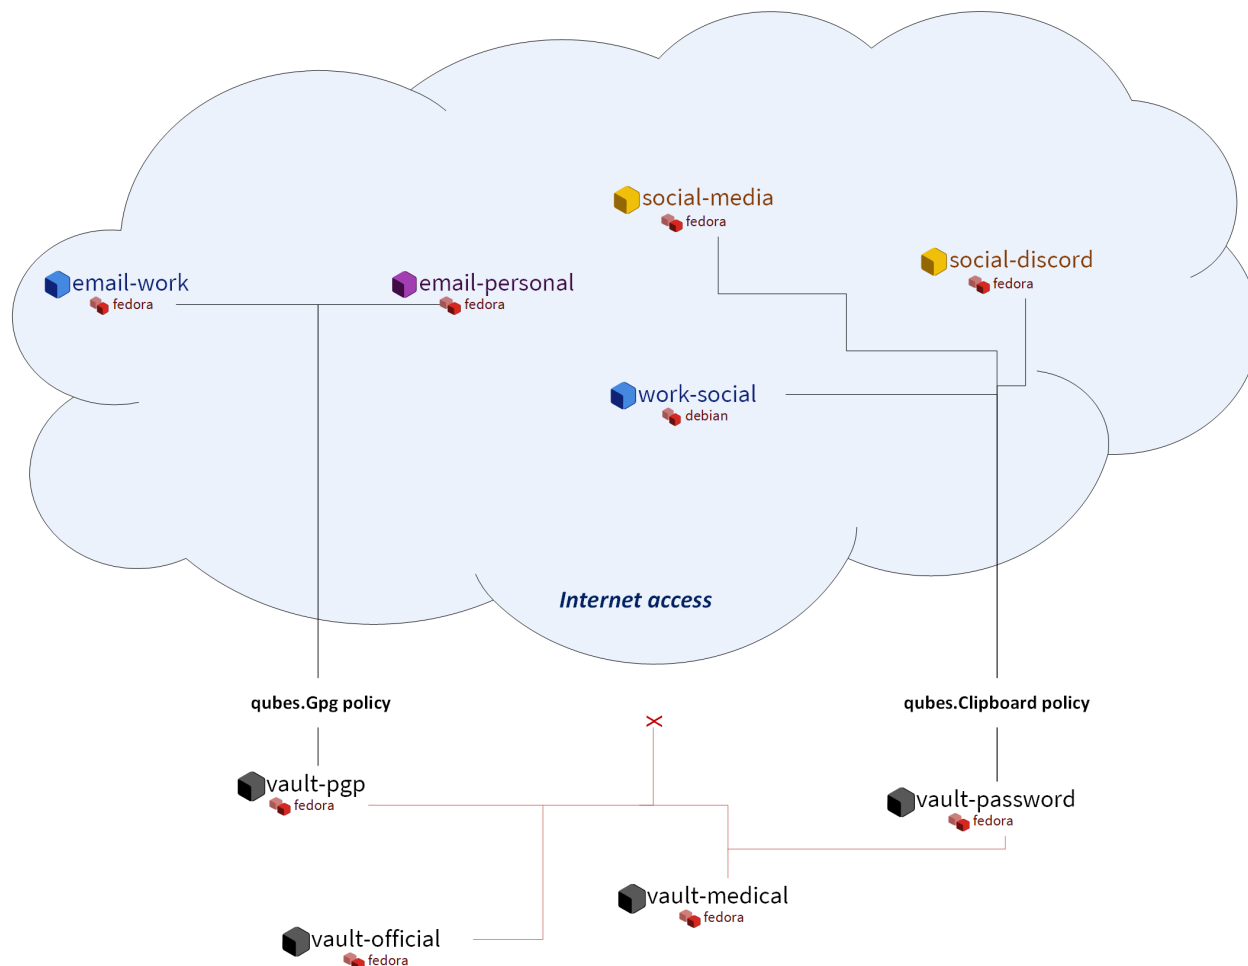 social-media
fedora
social-discord
fedora
email-work
fedora
email-personal
fedora
work-social
debian
Internet access
qubes.Gpg policy
qubes.Clipboard policy
vault-pgp
fedora
vault-password
fedora
vault-medical
fedora
vault-official
fedora